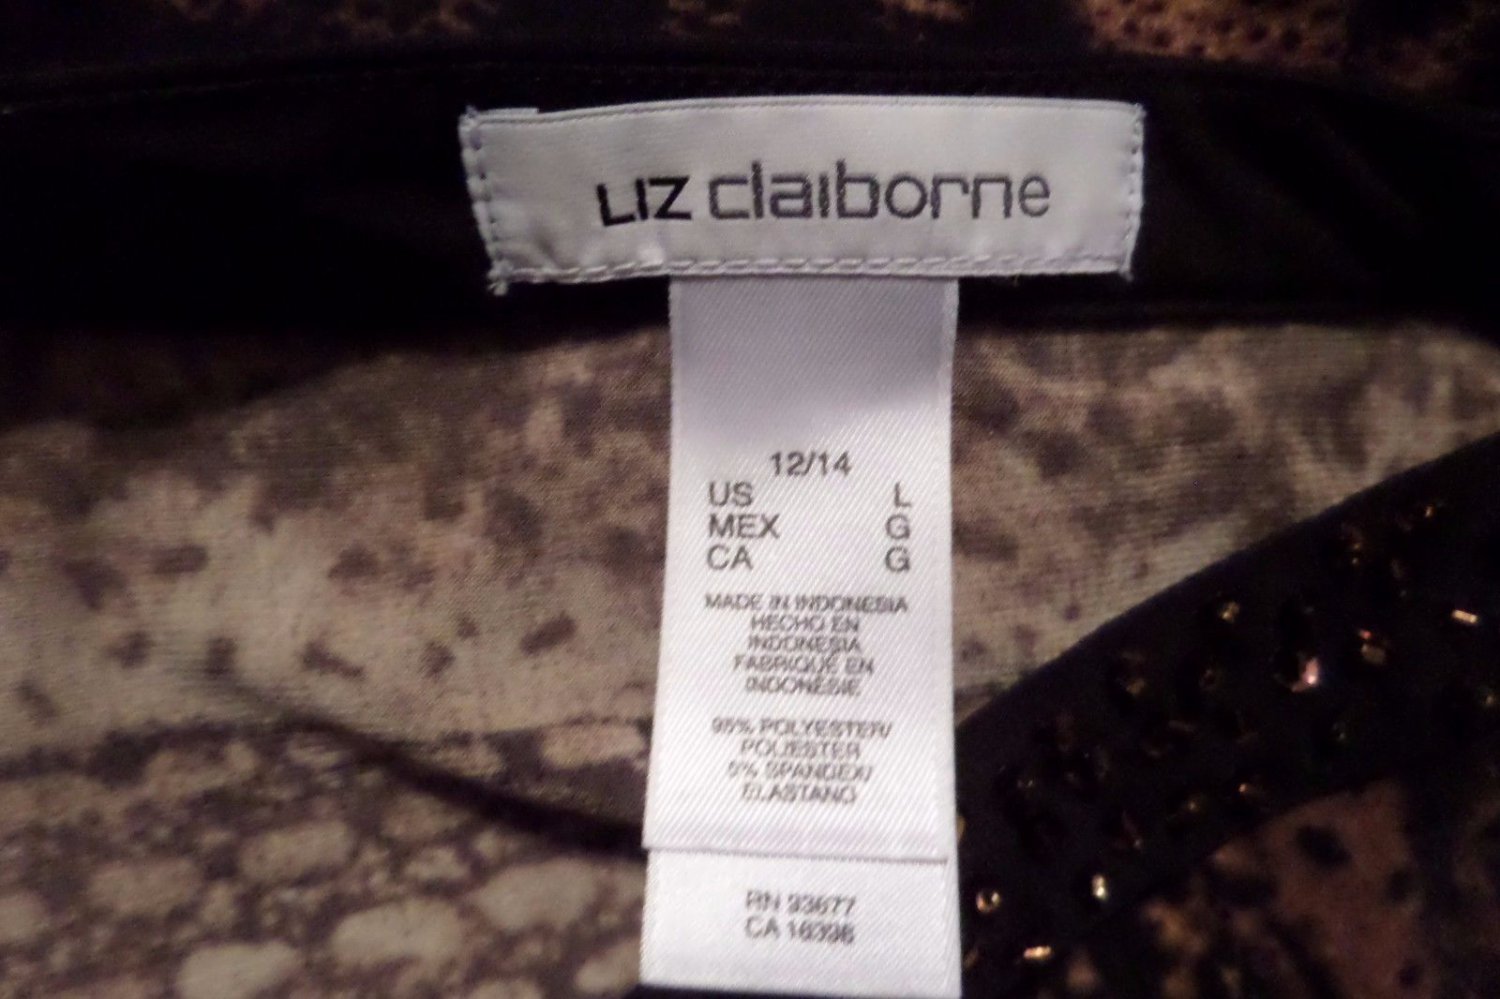 LIZ claiborne
12/14
US L
MEX G
CA G
MADE IN INDONESIA
HECHO EN
INDONESIA
FABRIQUÉ EN
INDONÉSIE
95% POLYESTER/
POLIESTER
5% SPANDEX/
ELASTANO
RN 93677
CA 16396